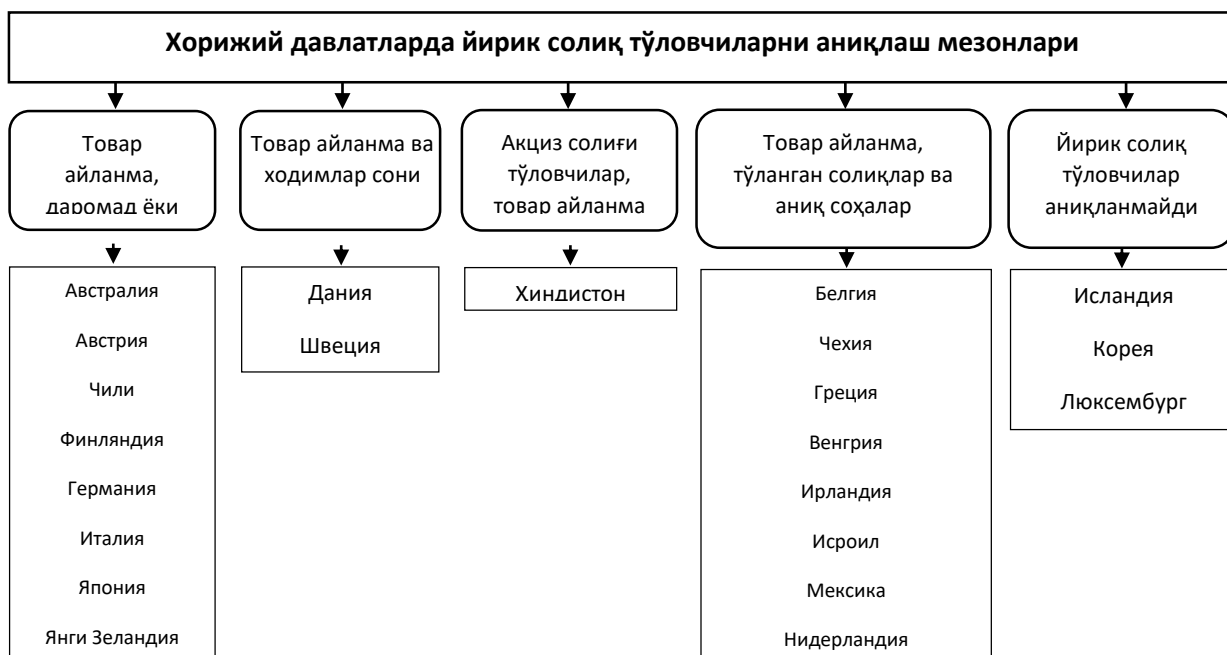 Хорижий давлатларда йирик солиқ тўловчиларни аниқлаш мезонлари
Товар
айланма,
даромад ёки
Товар айланма ва
ходимлар сони
Акциз солиғи
тўловчилар,
товар айланма
Товар айланма,
тўланган солиқлар ва
аниқ соҳалар
Йирик солиқ
тўловчилар
аниқланмайди
Австралия
Австрия
Чили
Финляндия
Германия
Италия
Япония
Янги Зеландия
Дания
Швеция
Хиндистон
Белгия
Чехия
Греция
Венгрия
Ирландия
Исроил
Мексика
Нидерландия
Исландия
Корея
Люксембург